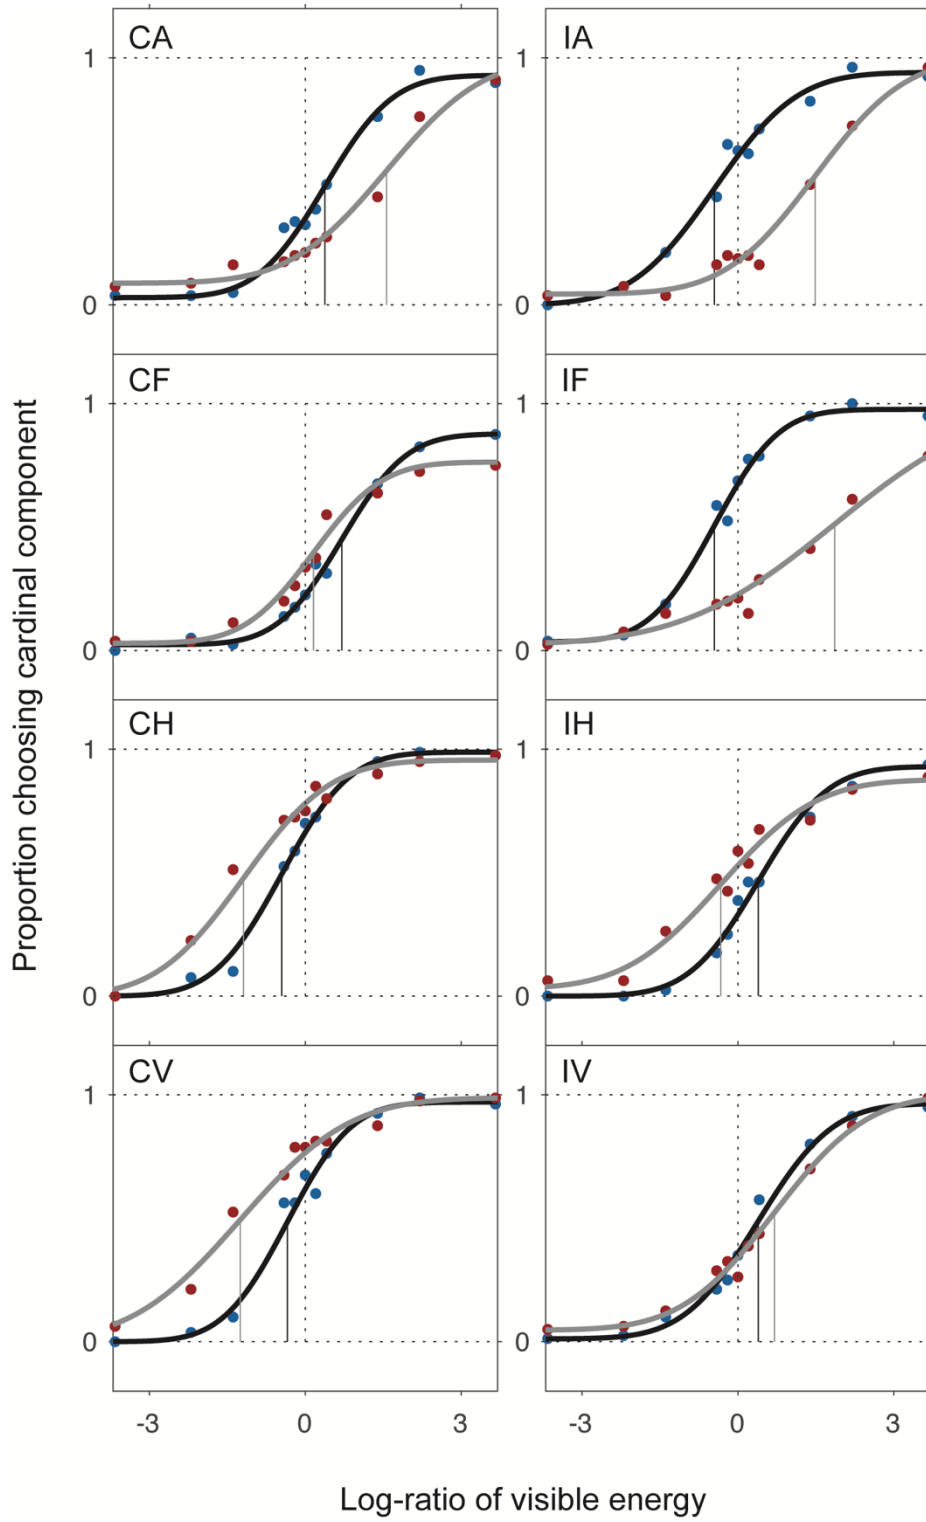 CA
IA
1
1
0
0
CF
IF
1
1
0
0
CH
IH
1
1
0
0
CV
IV
1
1
0
0
-3
0
3
-3
0
3
Proportion choosing cardinal component
Log-ratio of visible energy